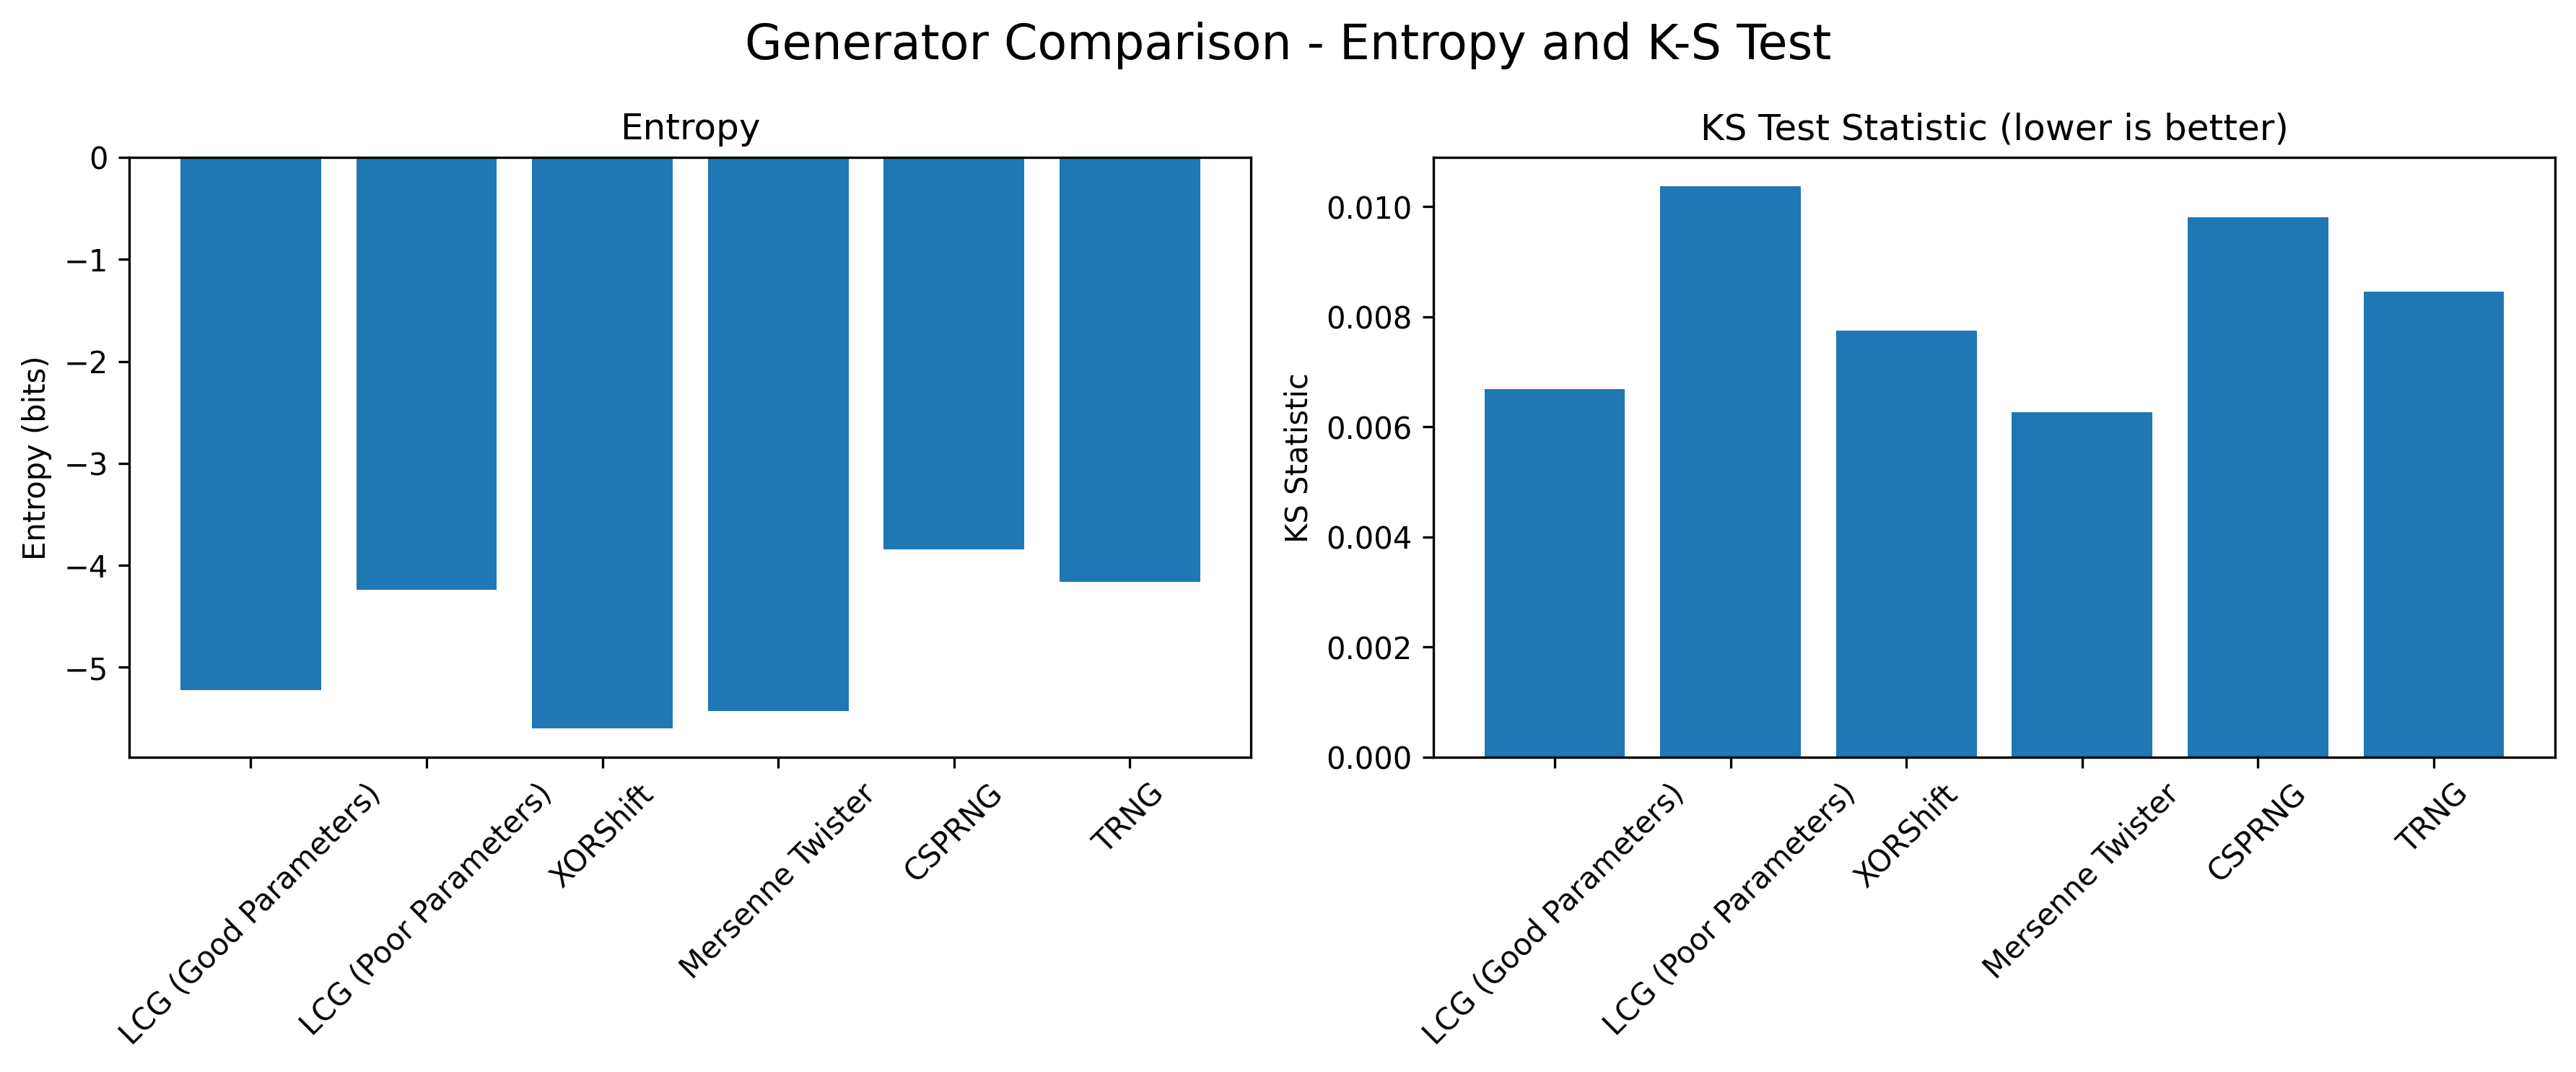 Generator Comparison - Entropy and K-S Test
Entropy
Entropy (bits)
0
−1
−2
−3
−4
−5
LCG (Good Parameters)
LCG (Poor Parameters)
XORShift
Mersenne Twister
CSPRNG
TRNG
KS Test Statistic (lower is better)
KS Statistic
0.010
0.008
0.006
0.004
0.002
0.000
LCG (Good Parameters)
LCG (Poor Parameters)
XORShift
Mersenne Twister
CSPRNG
TRNG